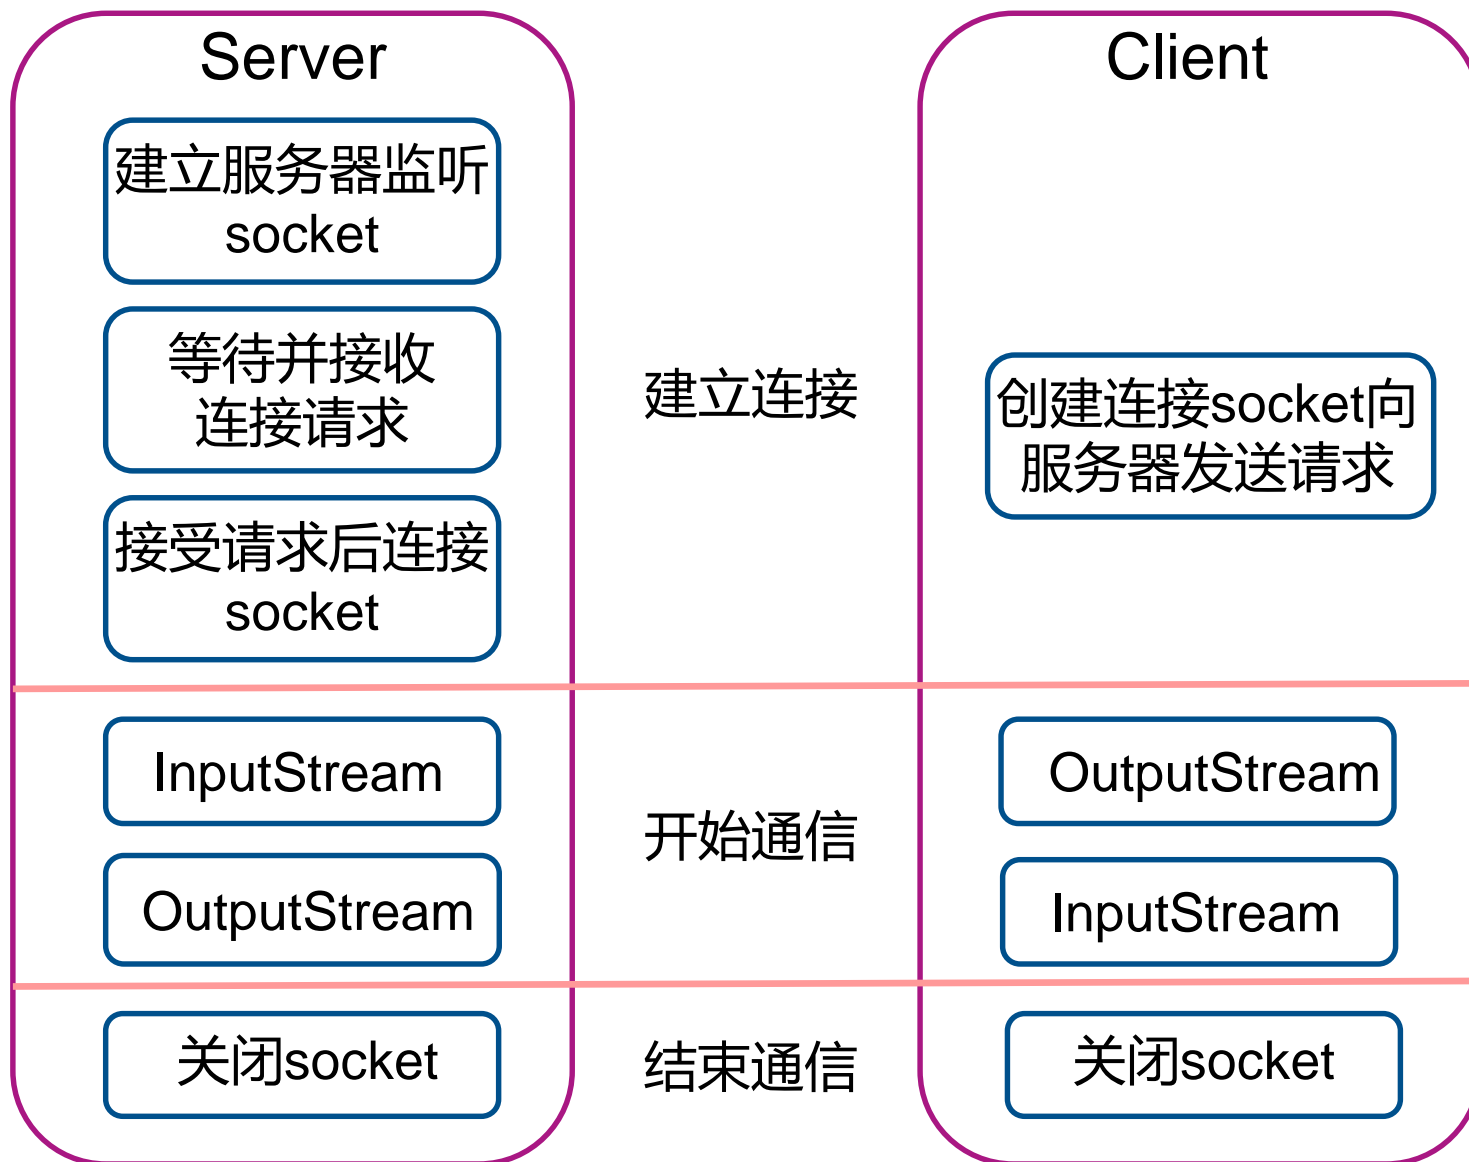 Server
建立服务器监听
socket
等待并接收
连接请求
接受请求后连接
socket
InputStream
OutputStream
关闭socket
建立连接
开始通信
结束通信
Client
创建连接socket向
服务器发送请求
OutputStream
InputStream
关闭socket